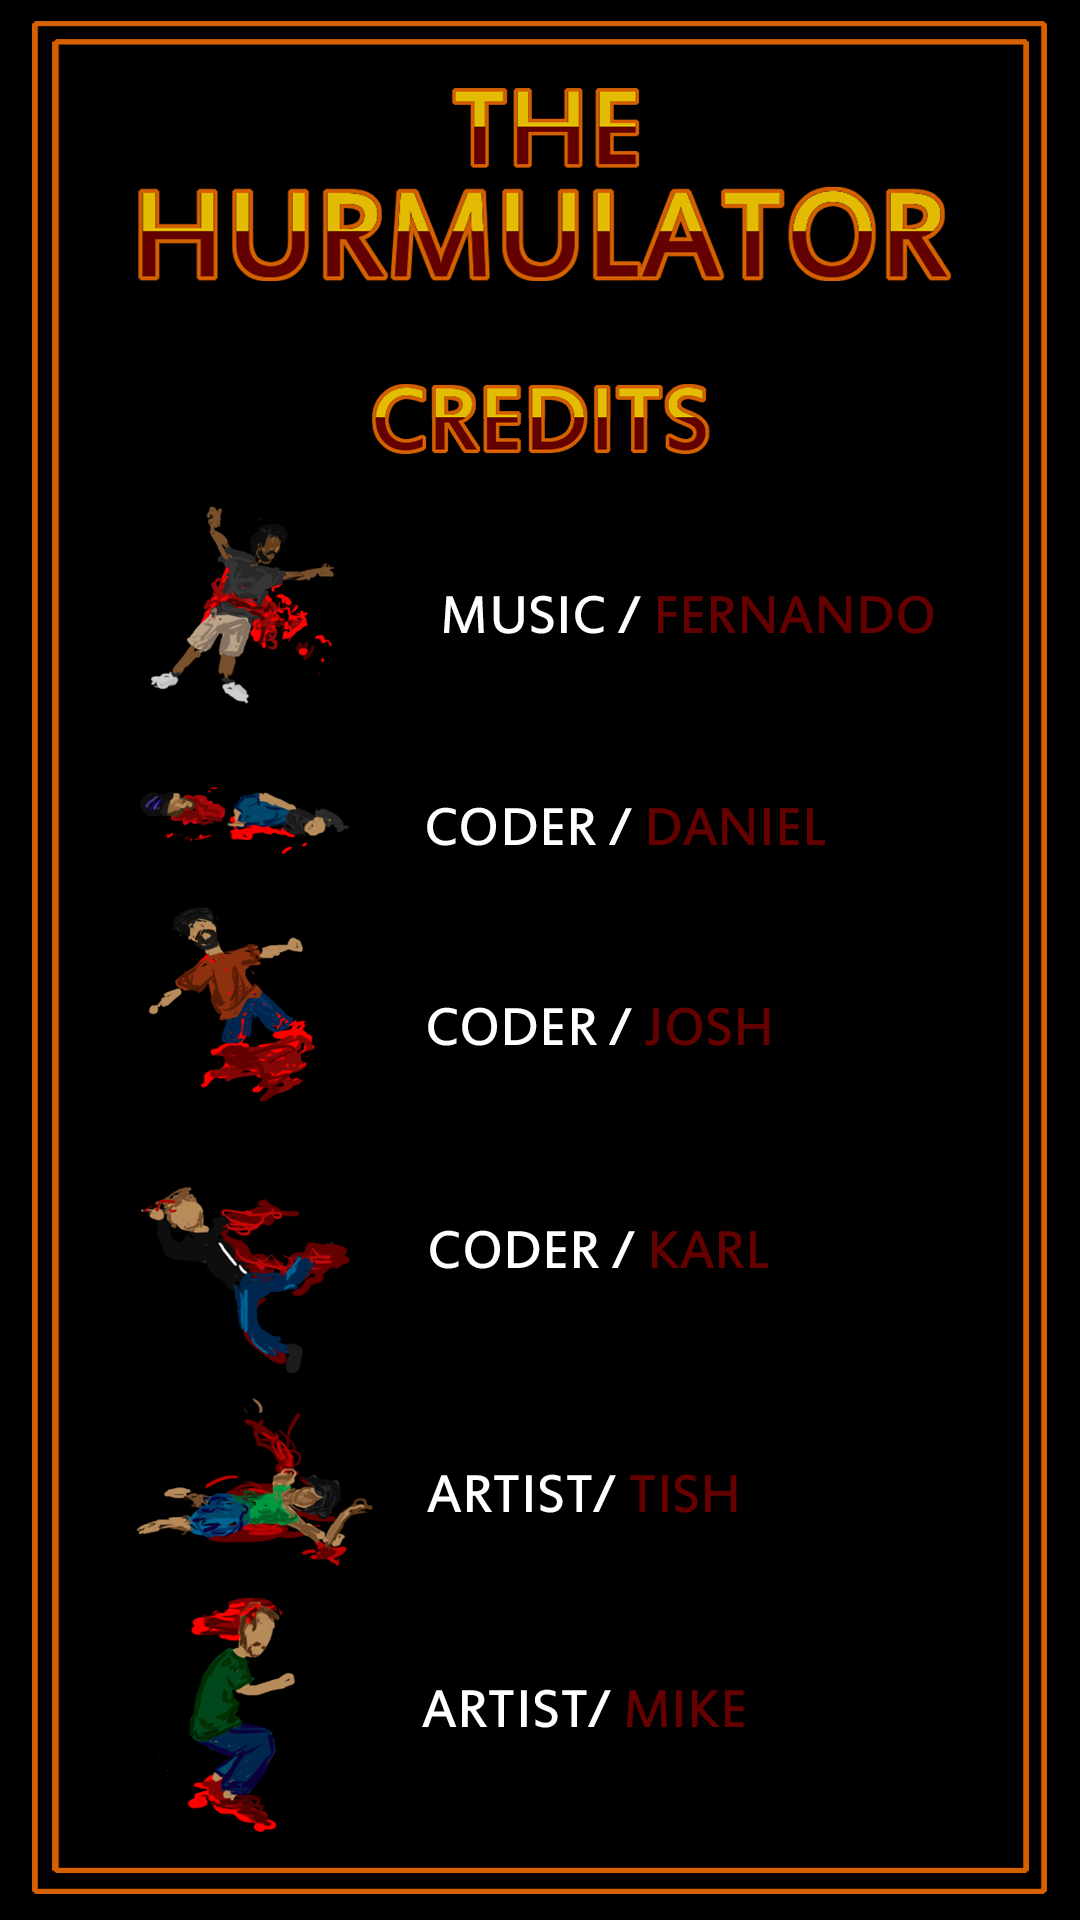 THE
HURMULATOR
CREDITS
MUSIC / FERNANDO
CODER / DANIEL
CODER / JOSH
CODER / KARL
ARTIST/ TISH
ARTIST/ MIKE